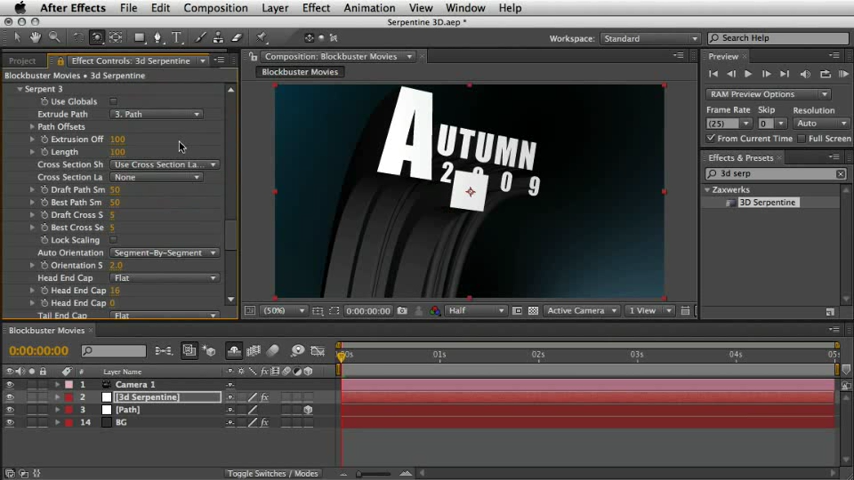 After Effects File Edit Composition Layer Effect Animation View Window Help
Serpentine 3D.aep *
Workspace: Standard Search Help
Project Effect Controls: 3d Serpentine
Blockbuster Movies • 3d Serpentine
Serpent 3
Use Globals
Extrude Path 3. Path
Path Offsets
Extrusion Off 100
Length 100
Cross Section Sh Use Cross Section La...
Cross Section La None
Draft Path Sm 50
Best Path Sm 50
Draft Cross S 5
Best Cross Se 5
Lock Scaling
Auto Orientation Segment-By-Segment
Orientation S 2.0
Head End Cap Flat
Head End Cap 16
Head End Cap 0
Tail End Cap Flat
Composition: Blockbuster Movies
Blockbuster Movies
AUTUMN
2009
(50%) 0:00:00:00 Half Active Camera 1 View
Preview
RAM Preview Options
Frame Rate Skip Resolution
(25) 0 Auto
From Current Time Full Screen
Effects & Presets
3d serp
Zaxwerks
3D Serpentine
Blockbuster Movies
0:00:00:00
:00s 01s 02s 03s 04s 05s
# Layer Name
1 Camera 1
2 [3d Serpentine]
3 [Path]
14 BG
Toggle Switches / Modes